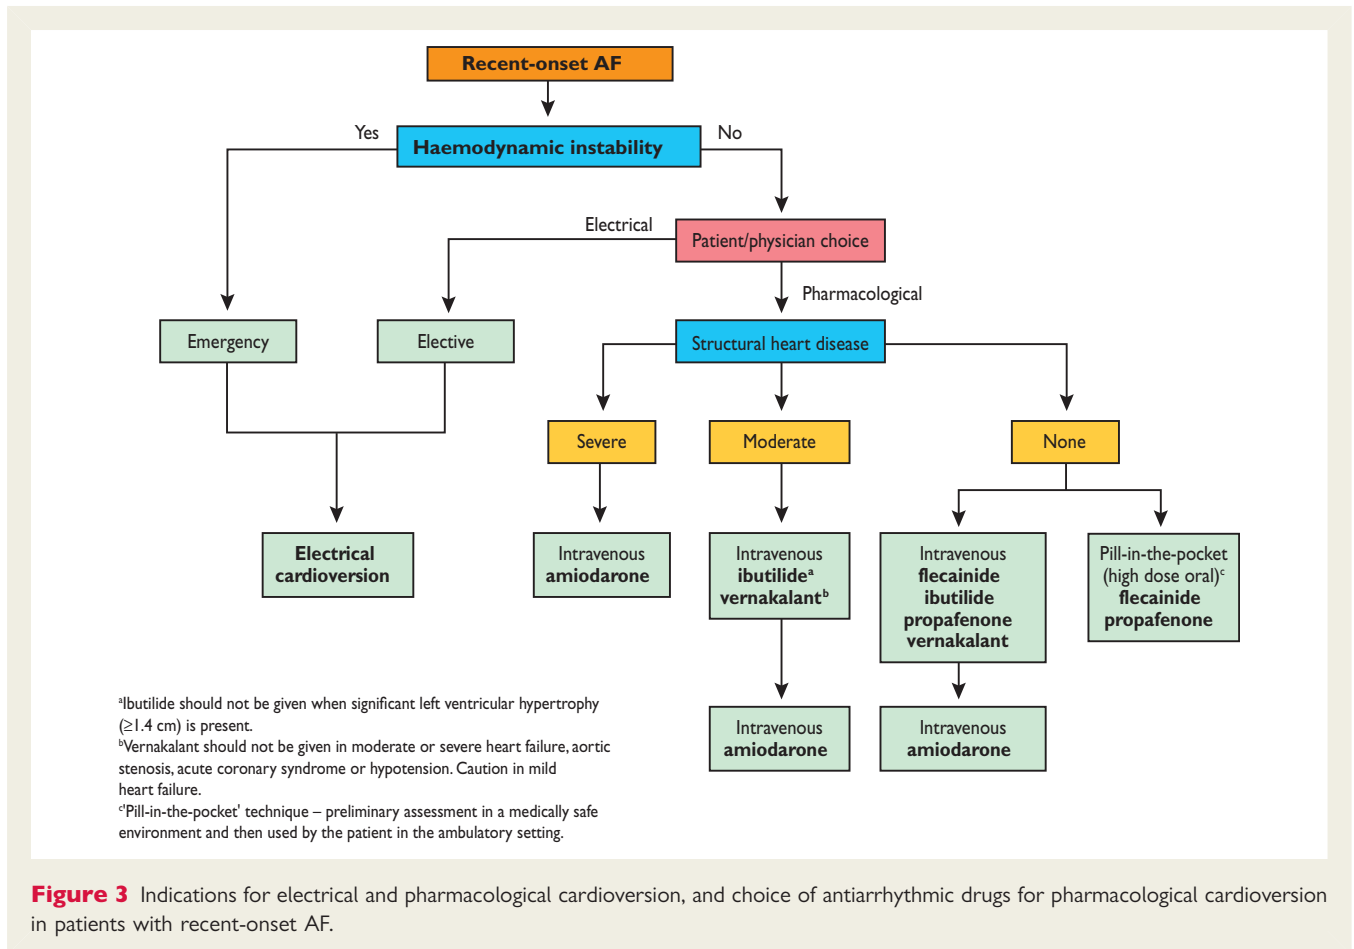 Recent-onset AF
Yes
Haemodynamic instability
No
Electrical
Patient/physician choice
Pharmacological
Emergency
Elective
Structural heart disease
Severe
Moderate
None
Electrical
cardioversion
Intravenous
amiodarone
Intravenous
ibutilideᵃ
vernakalantᵇ
Intravenous
flecainide
ibutilide
propafenone
vernakalant
Pill-in-the-pocket
(high dose oral)ᶜ
flecainide
propafenone
Intravenous
amiodarone
Intravenous
amiodarone
ᵃIbutilide should not be given when significant left ventricular hypertrophy
(≥1.4 cm) is present.
ᵇVernakalant should not be given in moderate or severe heart failure, aortic
stenosis, acute coronary syndrome or hypotension. Caution in mild
heart failure.
ᶜ'Pill-in-the-pocket' technique – preliminary assessment in a medically safe
environment and then used by the patient in the ambulatory setting.
Figure 3 Indications for electrical and pharmacological cardioversion, and choice of antiarrhythmic drugs for pharmacological cardioversion
in patients with recent-onset AF.